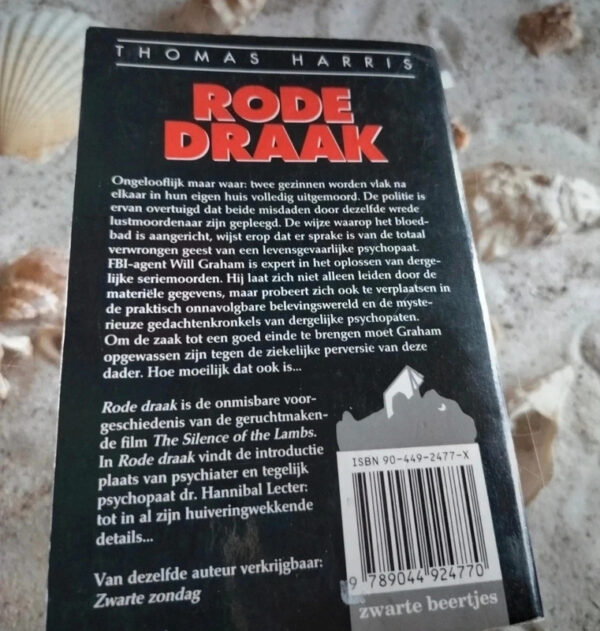 THOMAS HARRIS
RODE
DRAAK
Ongelooflijk maar waar: twee gezinnen worden vlak na
elkaar in hun eigen huis volledig uitgemoord. De politie is
ervan overtuigd dat beide misdaden door dezelfde wrede
lustmoordenaar zijn gepleegd. De wijze waarop het bloed-
bad is aangericht, wijst erop dat er sprake is van de totaal
verwrongen geest van een levensgevaarlijke psychopaat.
FBI-agent Will Graham is expert in het oplossen van derge-
lijke seriemoorden. Hij laat zich niet alleen leiden door de
materiële gegevens, maar probeert zich ook te verplaatsen in
de praktisch onnavolgbare belevingswereld en de myste-
rieuze gedachtenkronkels van dergelijke psychopaten.
Om de zaak tot een goed einde te brengen moet Graham
opgewassen zijn tegen de ziekelijke perversie van deze
dader. Hoe moeilijk dat ook is...
Rode draak is de onmisbare voor-
geschiedenis van de geruchtmaken-
de film The Silence of the Lambs.
In Rode draak vindt de introductie
plaats van psychiater en tegelijk
psychopaat dr. Hannibal Lecter:
tot in al zijn huiveringwekkende
details...
Van dezelfde auteur verkrijgbaar:
Zwarte zondag
ISBN 90-449-2477-X
9 789044 924770
zwarte beertjes